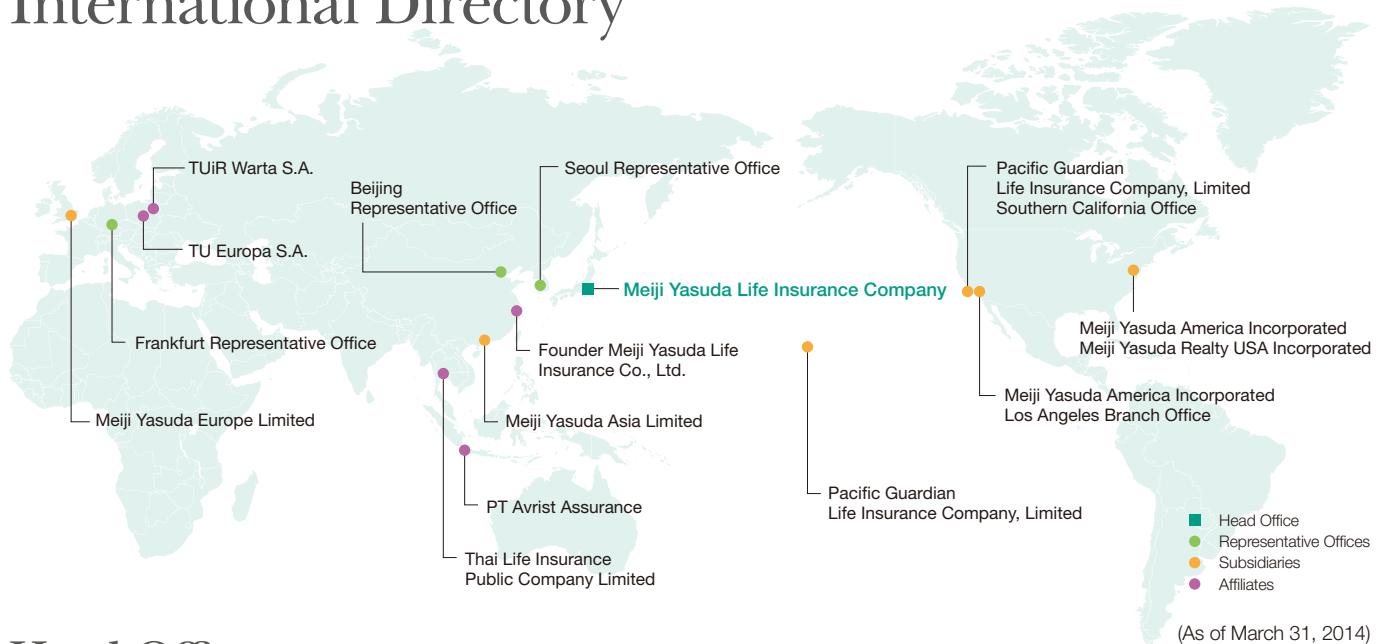 International Directory
TUiR Warta S.A.
Beijing
Representative Office
Seoul Representative Office
Pacific Guardian
Life Insurance Company, Limited
Southern California Office
TU Europa S.A.
Meiji Yasuda Life Insurance Company
Frankfurt Representative Office
Founder Meiji Yasuda Life
Insurance Co., Ltd.
Meiji Yasuda America Incorporated
Meiji Yasuda Realty USA Incorporated
Meiji Yasuda America Incorporated
Los Angeles Branch Office
Meiji Yasuda Europe Limited
Meiji Yasuda Asia Limited
PT Avrist Assurance
Pacific Guardian
Life Insurance Company, Limited
Thai Life Insurance
Public Company Limited
Head Office
Representative Offices
Subsidiaries
Affiliates
(As of March 31, 2014)
Head Offi